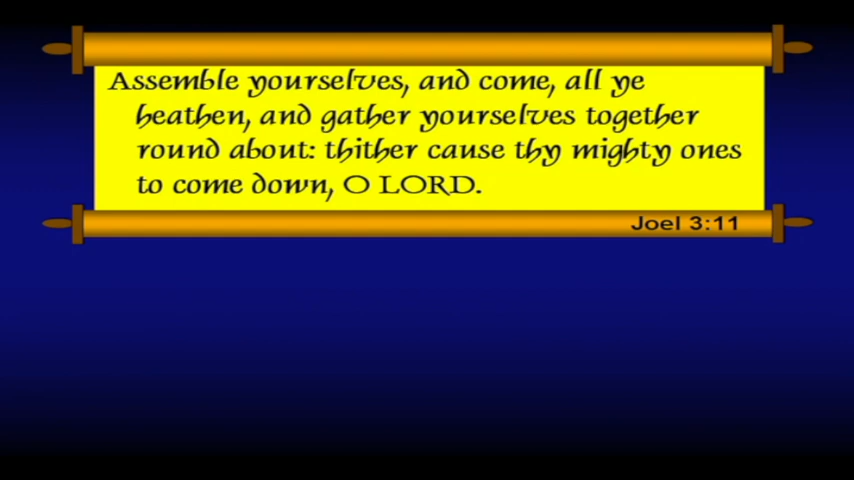 Assemble yourselves, and come, all ye
heathen, and gather yourselves together
round about: thither cause thy mighty ones
to come down, O LORD.
Joel 3:11